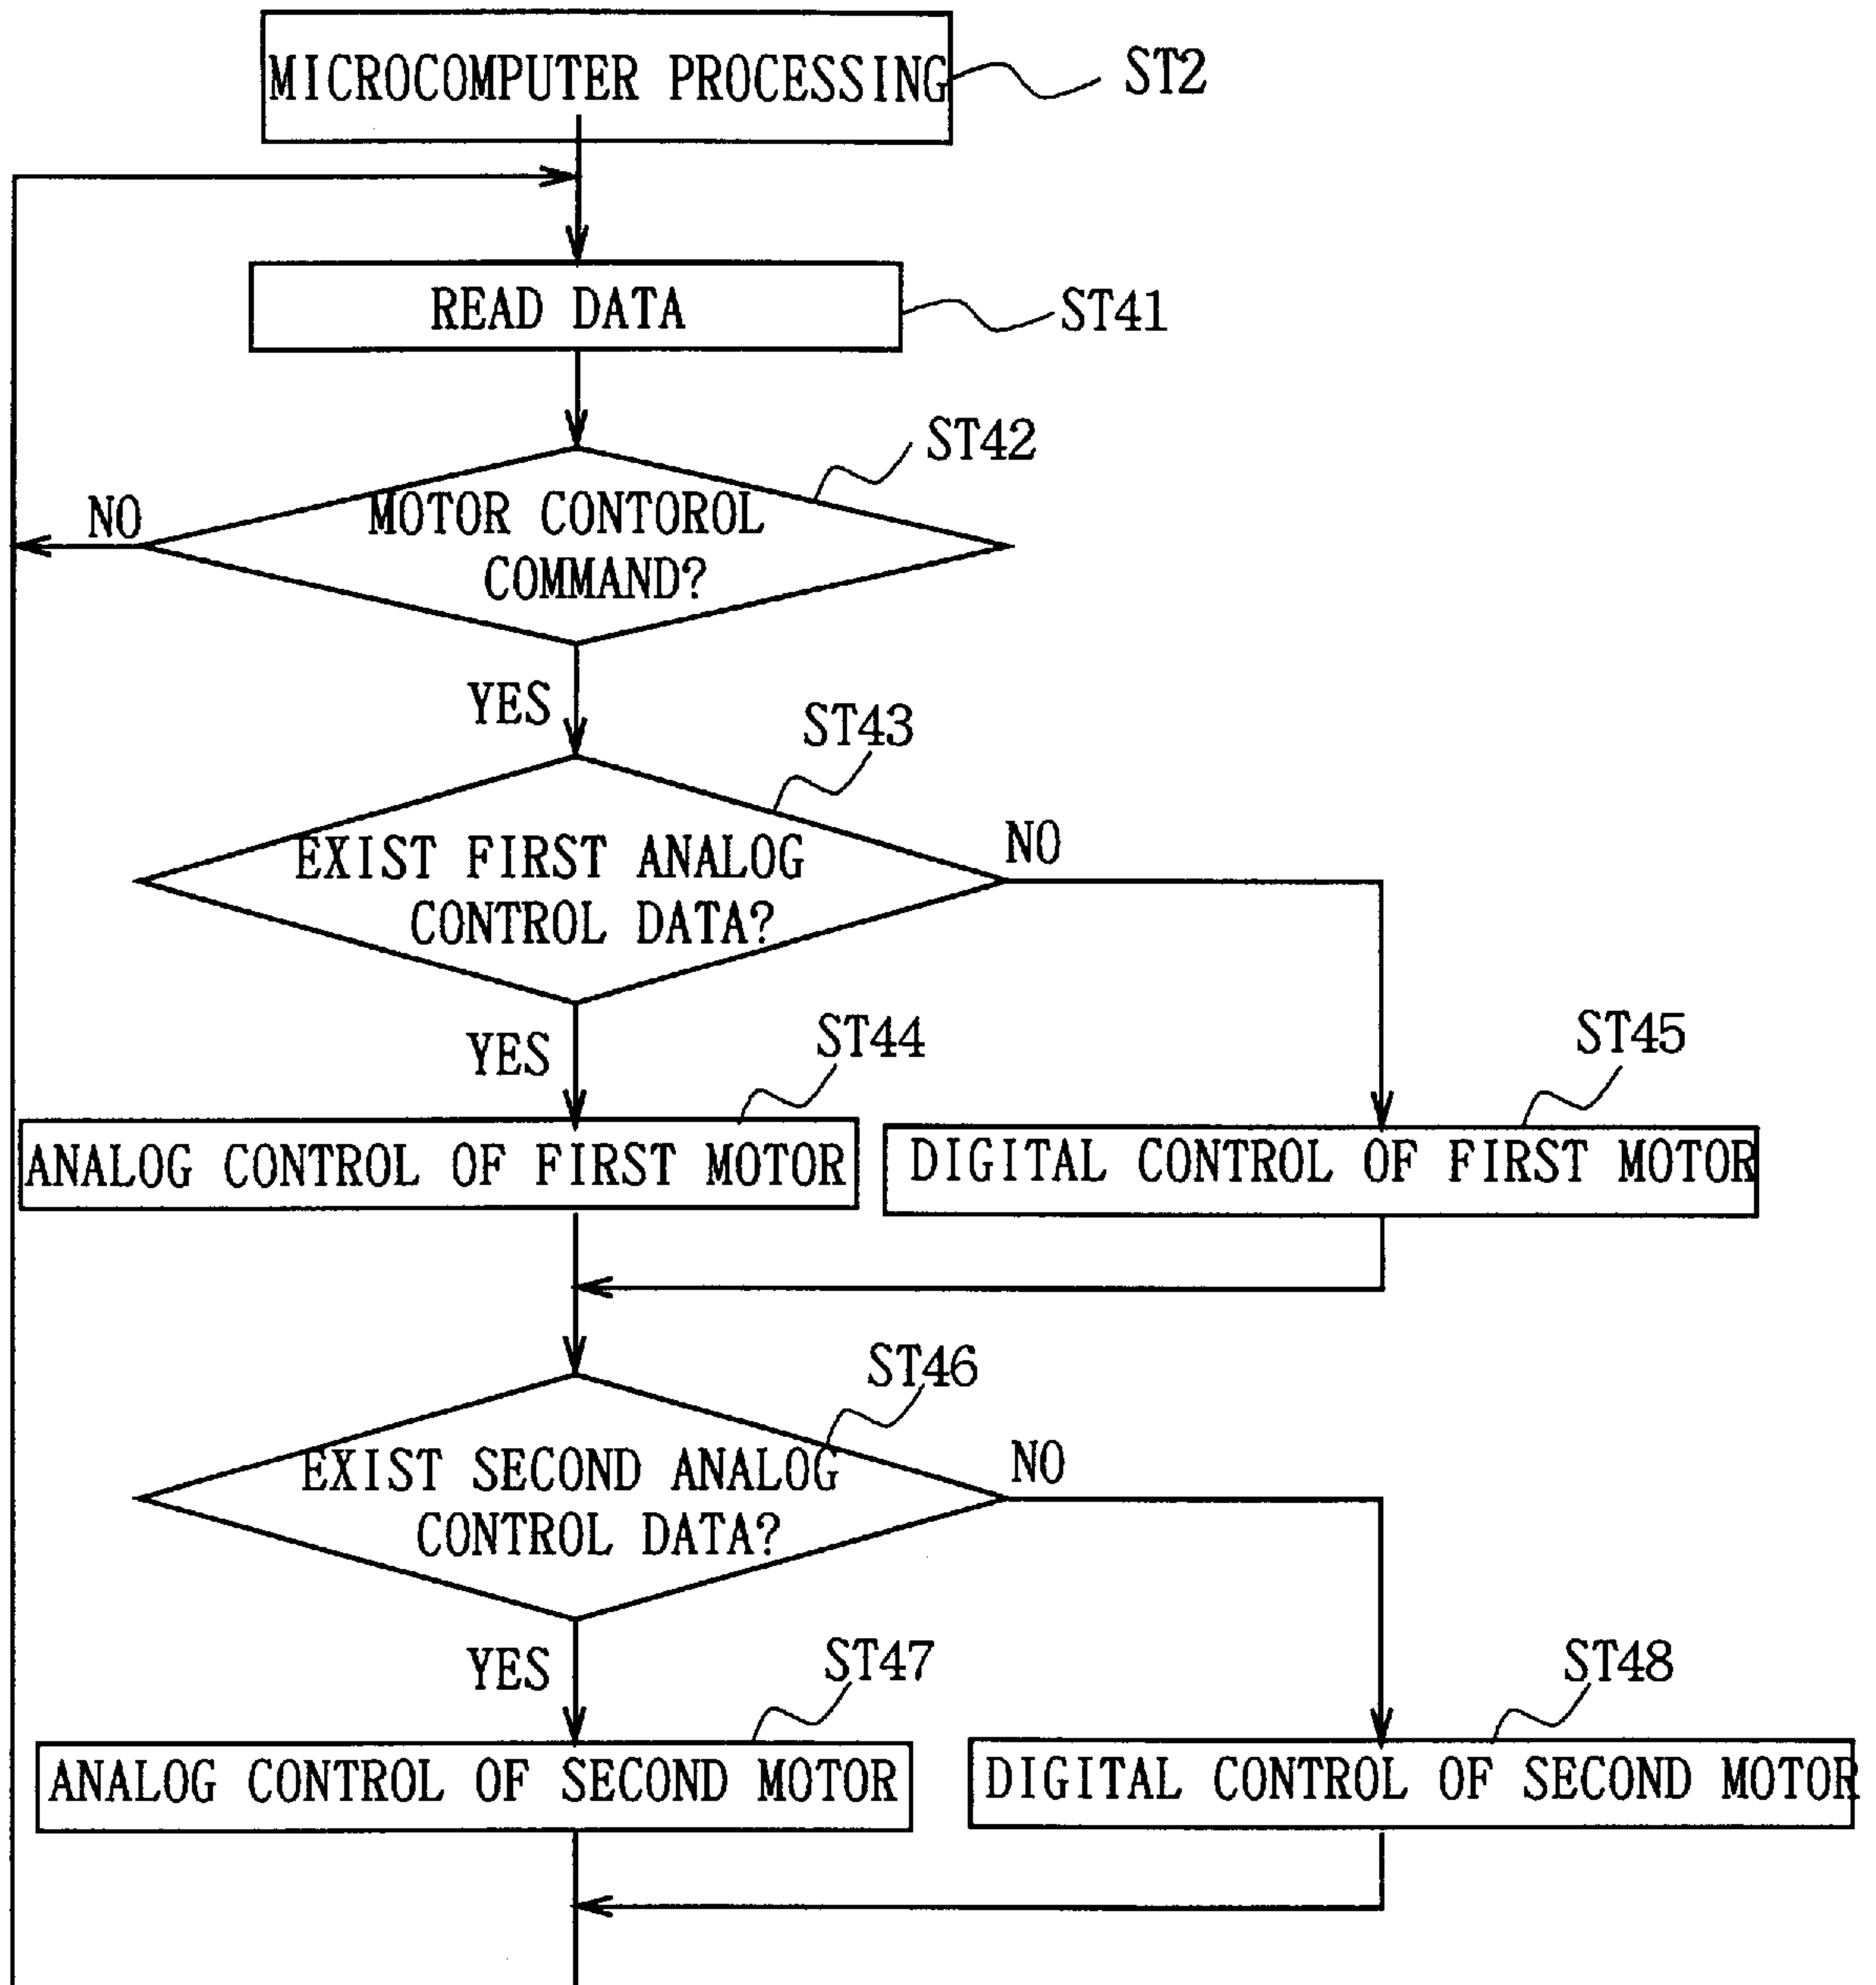 MICROCOMPUTER PROCESSING
ST2
READ DATA
ST41
ST42
NO
MOTOR CONTOROL
COMMAND?
YES
ST43
EXIST FIRST ANALOG
CONTROL DATA?
NO
YES
ST44
ST45
ANALOG CONTROL OF FIRST MOTOR
DIGITAL CONTROL OF FIRST MOTOR
ST46
EXIST SECOND ANALOG
CONTROL DATA?
NO
YES
ST47
ST48
ANALOG CONTROL OF SECOND MOTOR
DIGITAL CONTROL OF SECOND MOTOR